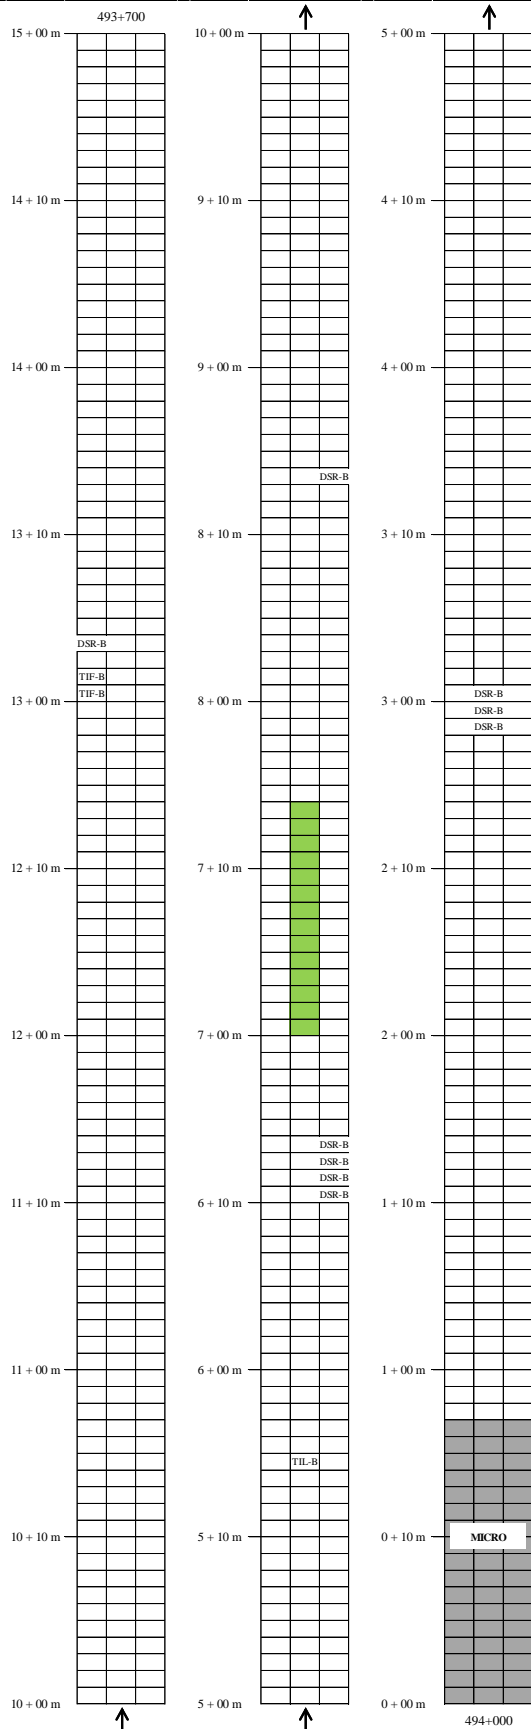 493+700
15 + 00 m
14 + 10 m
14 + 00 m
13 + 10 m
DSR-B
TIF-B
TIF-B
13 + 00 m
12 + 10 m
12 + 00 m
11 + 10 m
11 + 00 m
10 + 10 m
10 + 00 m
10 + 00 m
9 + 10 m
9 + 00 m
DSR-B
8 + 10 m
8 + 00 m
7 + 10 m
7 + 00 m
DSR-B
DSR-B
DSR-B
DSR-B
6 + 10 m
6 + 00 m
TIL-B
5 + 10 m
5 + 00 m
5 + 00 m
4 + 10 m
4 + 00 m
3 + 10 m
DSR-B
3 + 00 m
DSR-B
DSR-B
2 + 10 m
2 + 00 m
1 + 10 m
1 + 00 m
0 + 10 m
MICRO
0 + 00 m
494+000